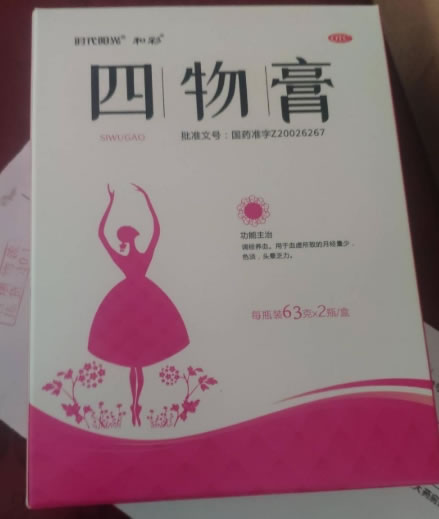 时代阳光® 和彩®
OTC
四物膏
SIWUGAO
批准文号：国药准字Z20026267
功能主治
调经养血。用于血虚所致的月经量少，
色淡，头晕乏力。
每瓶装63克x2瓶/盒